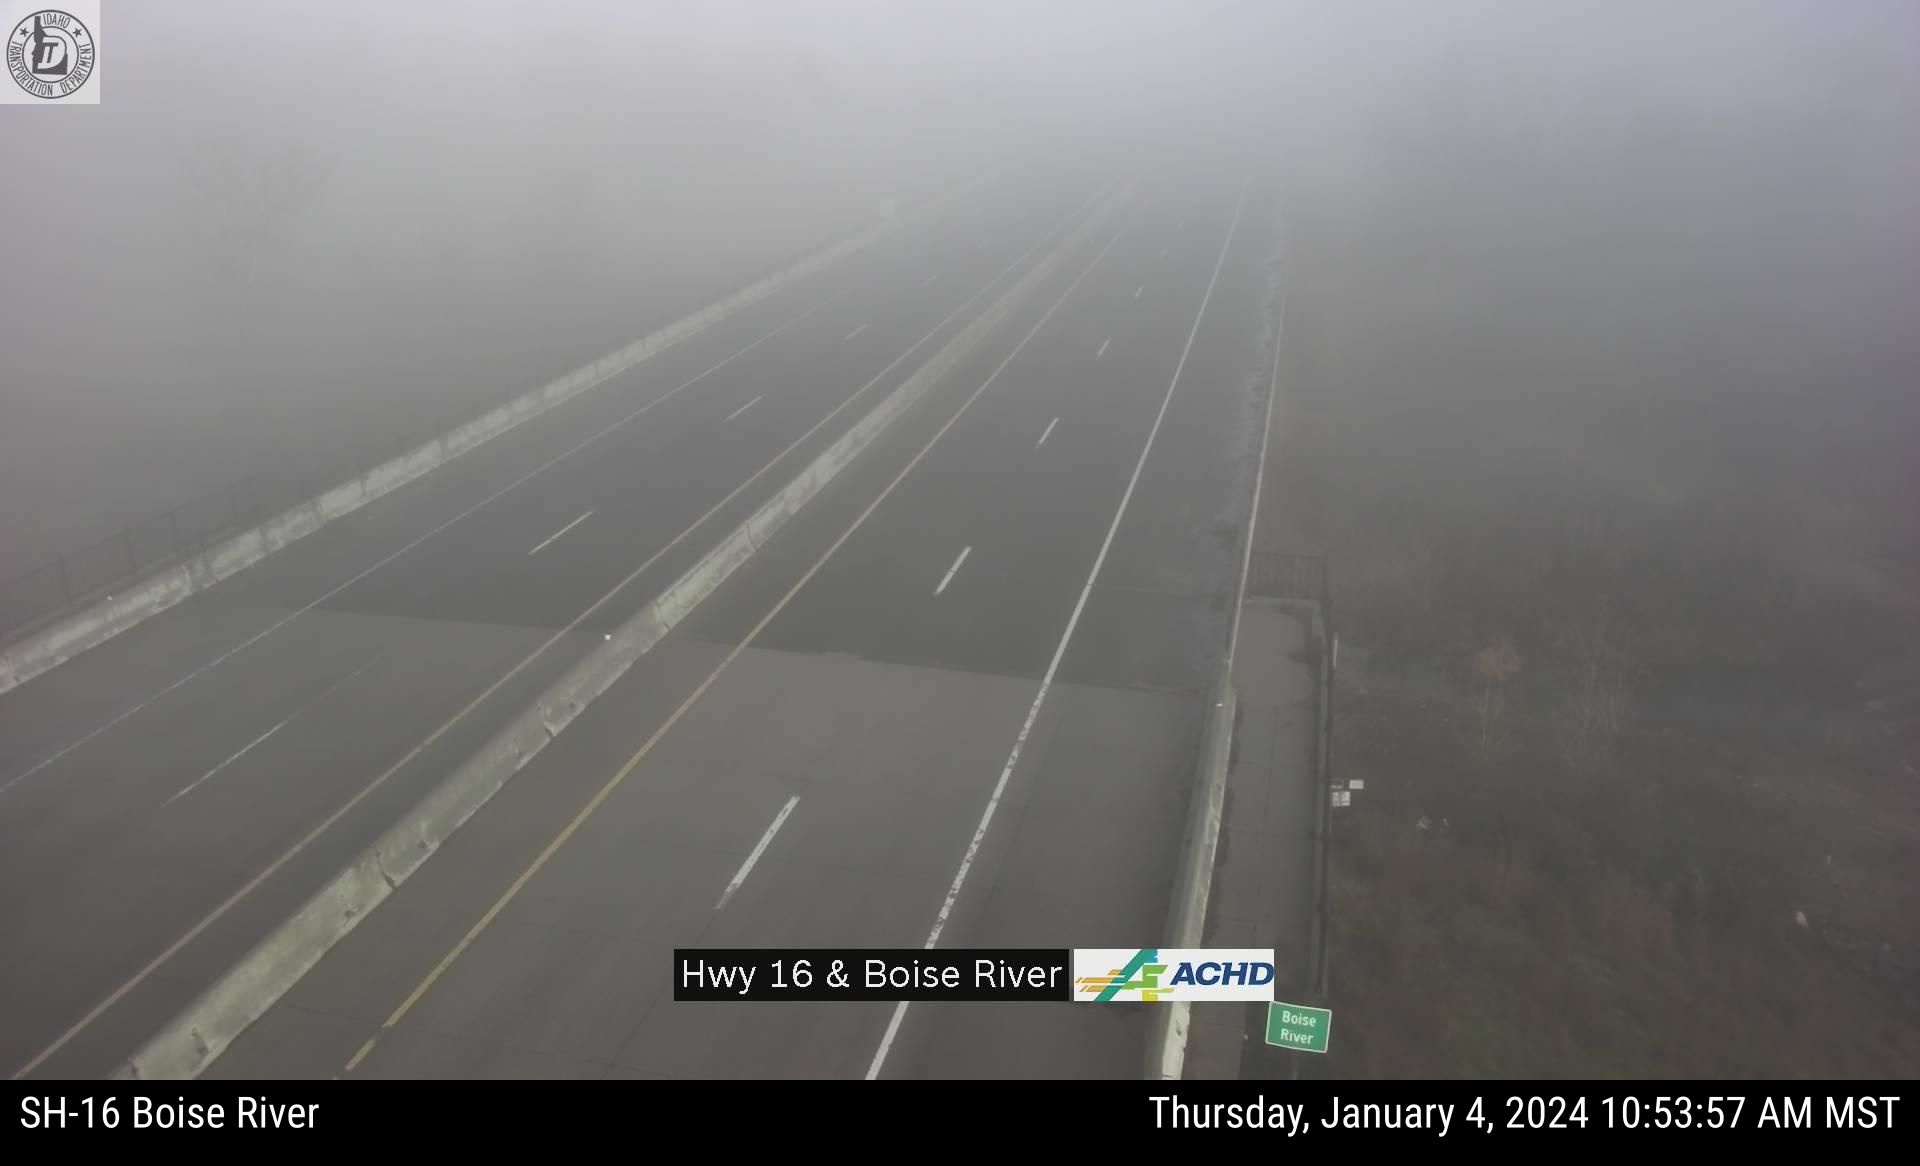 IDAHO
TRANSPORTATION DEPARTMENT
Hwy 16 & Boise River
ACHD
Boise
River
SH-16 Boise River
Thursday, January 4, 2024 10:53:57 AM MST